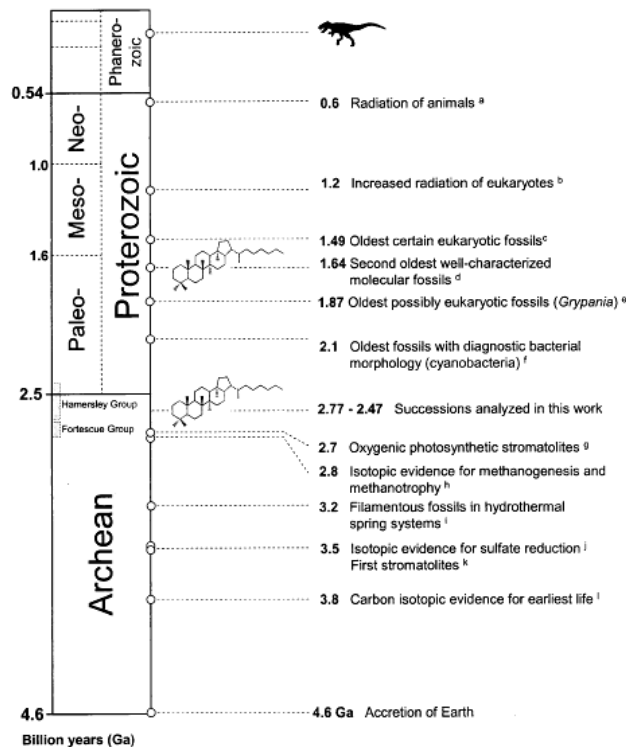 Phanero-
zoic
0.54
Neo-
0.6 Radiation of animals a
1.0
Proterozoic
Meso-
1.2 Increased radiation of eukaryotes b
1.49 Oldest certain eukaryotic fossils c
1.6
1.64 Second oldest well-characterized
molecular fossils d
Paleo-
1.87 Oldest possibly eukaryotic fossils (Grypania) e
2.1 Oldest fossils with diagnostic bacterial
morphology (cyanobacteria) f
2.5
Hamersley Group
2.77 - 2.47 Successions analyzed in this work
Fortescue Group
2.7 Oxygenic photosynthetic stromatolites g
2.8 Isotopic evidence for methanogenesis and
methanotrophy h
Archean
3.2 Filamentous fossils in hydrothermal
spring systems i
3.5 Isotopic evidence for sulfate reduction j
First stromatolites k
3.8 Carbon isotopic evidence for earliest life l
4.6
4.6 Ga Accretion of Earth
Billion years (Ga)